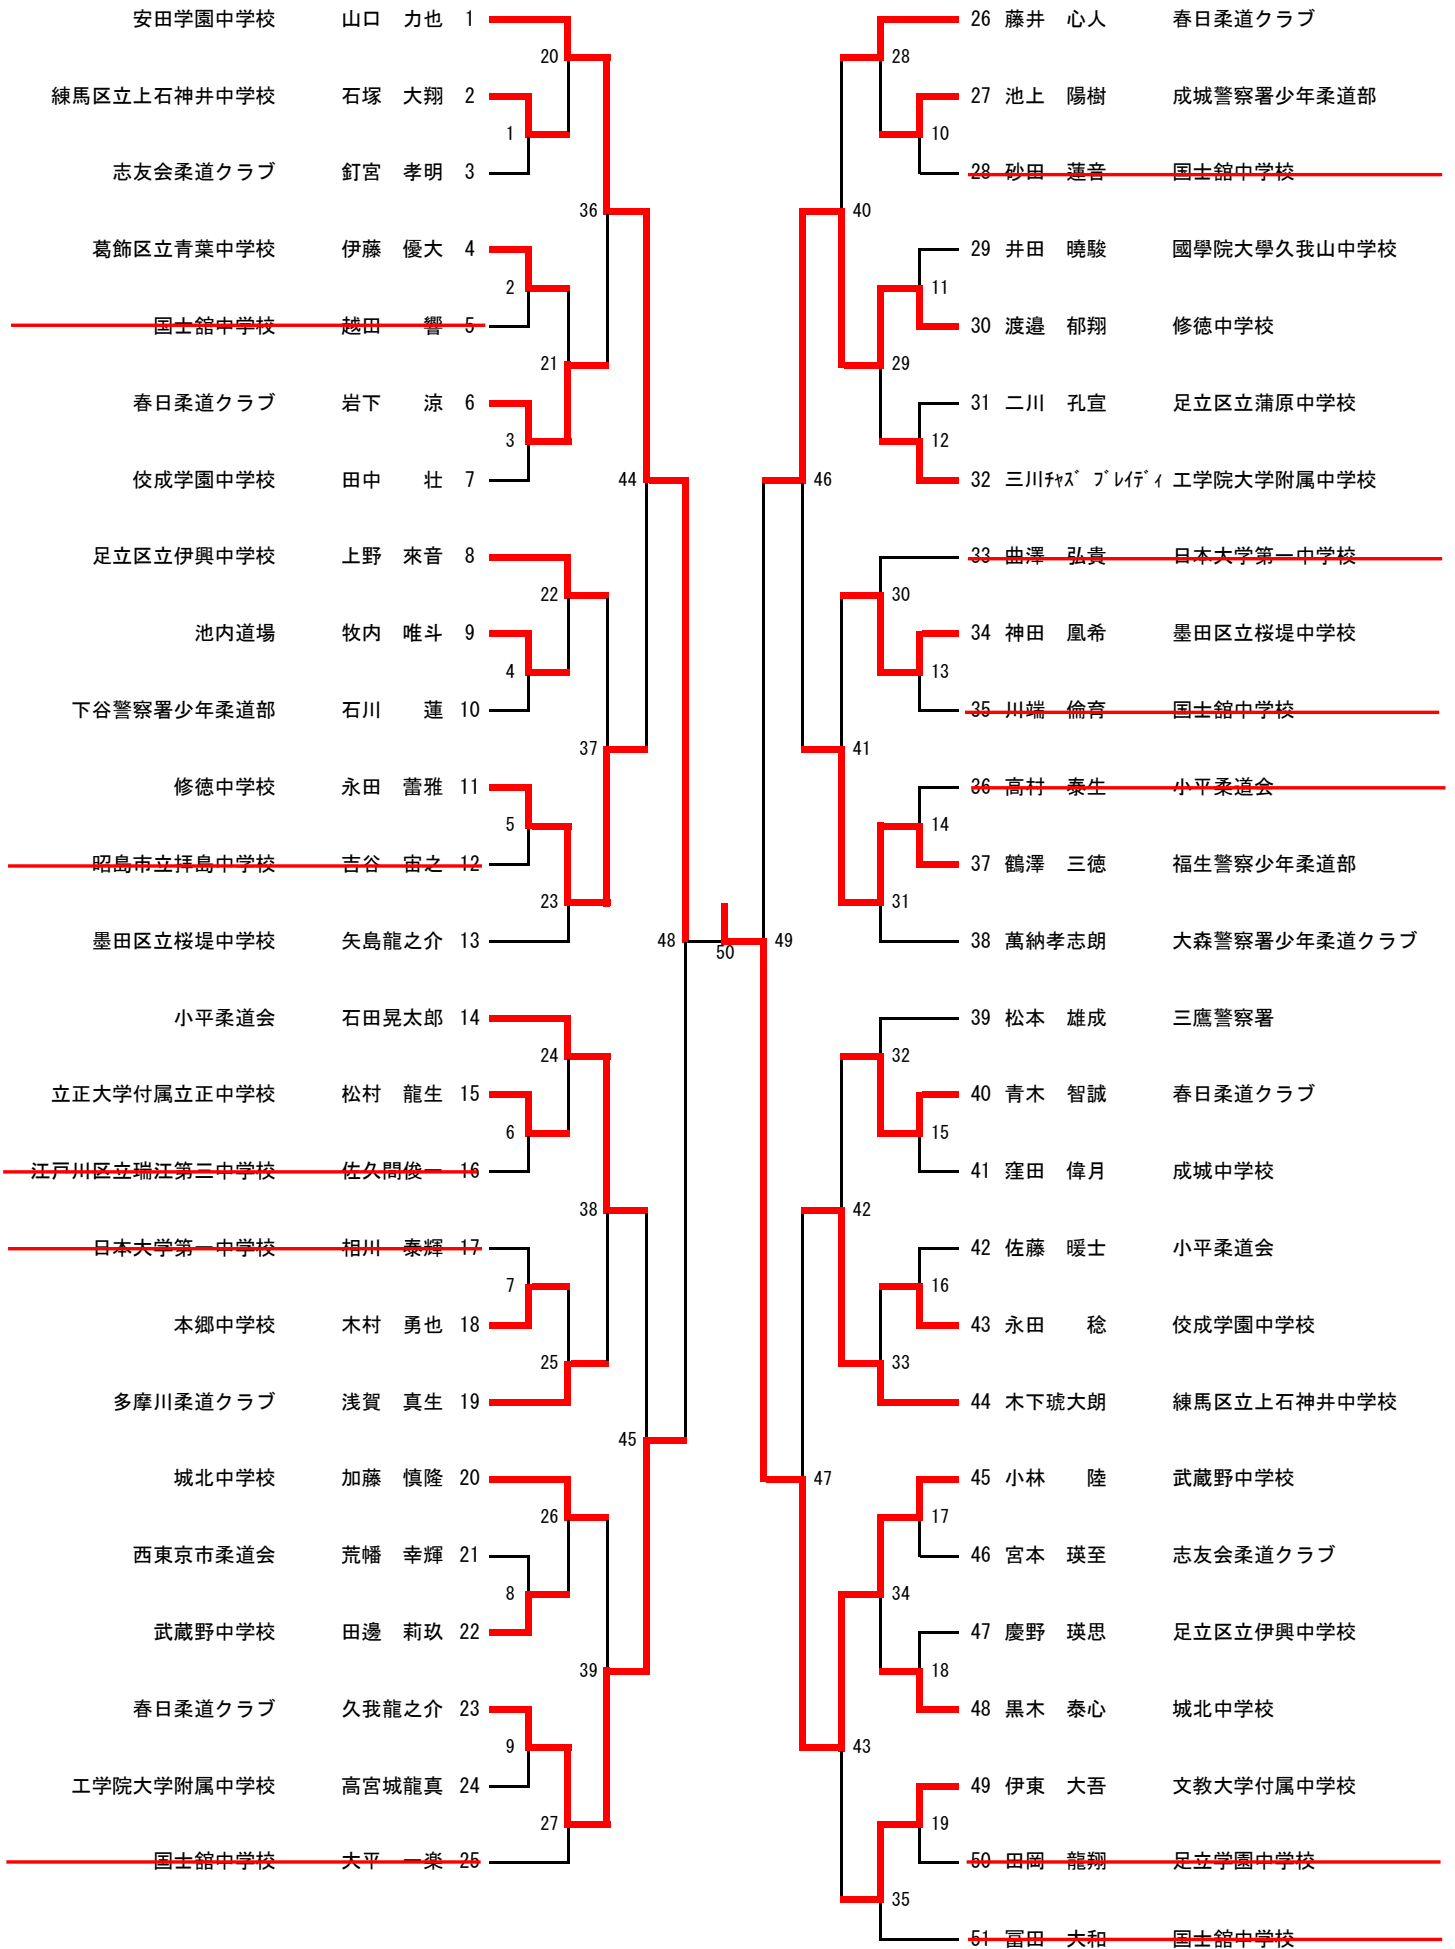 安田学園中学校 山口 力也 1
練馬区立上石神井中学校 石塚 大翔 2
志友会柔道クラブ 釘宮 孝明 3
葛飾区立青葉中学校 伊藤 優大 4
国士舘中学校 越田 響 5
春日柔道クラブ 岩下 涼 6
佼成学園中学校 田中 壮 7
足立区立伊興中学校 上野 來音 8
池内道場 牧内 唯斗 9
下谷警察署少年柔道部 石川 蓮 10
修徳中学校 永田 蕾雅 11
昭島市立拝島中学校 吉谷 宙之 12
墨田区立桜堤中学校 矢島龍之介 13
小平柔道会 石田晃太郎 14
立正大学付属立正中学校 松村 龍生 15
江戸川区立瑞江第三中学校 佐久間俊一 16
日本大学第一中学校 相川 泰輝 17
本郷中学校 木村 勇也 18
多摩川柔道クラブ 浅賀 真生 19
城北中学校 加藤 慎隆 20
西東京市柔道会 荒幡 幸輝 21
武蔵野中学校 田邊 莉玖 22
春日柔道クラブ 久我龍之介 23
工学院大学附属中学校 高宮城龍真 24
国士舘中学校 大平 一楽 25
1
2
3
4
5
6
7
8
9
20
21
22
23
24
25
26
27
36
37
38
39
44
45
48
50
49
46
47
40
41
42
43
28
29
30
31
32
33
34
35
10
11
12
13
14
15
16
17
18
19
26 藤井 心人 春日柔道クラブ
27 池上 陽樹 成城警察署少年柔道部
28 砂田 蓮音 国士舘中学校
29 井田 曉駿 國學院大學久我山中学校
30 渡邉 郁翔 修徳中学校
31 二川 孔宣 足立区立蒲原中学校
32 三川チャズ ブレイディ 工学院大学附属中学校
33 曲澤 弘貴 日本大学第一中学校
34 神田 凰希 墨田区立桜堤中学校
35 川端 倫育 国士舘中学校
36 高村 泰生 小平柔道会
37 鶴澤 三徳 福生警察少年柔道部
38 萬納孝志朗 大森警察署少年柔道クラブ
39 松本 雄成 三鷹警察署
40 青木 智誠 春日柔道クラブ
41 窪田 偉月 成城中学校
42 佐藤 暖士 小平柔道会
43 永田 稔 佼成学園中学校
44 木下琥大朗 練馬区立上石神井中学校
45 小林 陸 武蔵野中学校
46 宮本 瑛至 志友会柔道クラブ
47 慶野 瑛思 足立区立伊興中学校
48 黒木 泰心 城北中学校
49 伊東 大吾 文教大学付属中学校
50 田岡 龍翔 足立学園中学校
51 冨田 大和 国士舘中学校